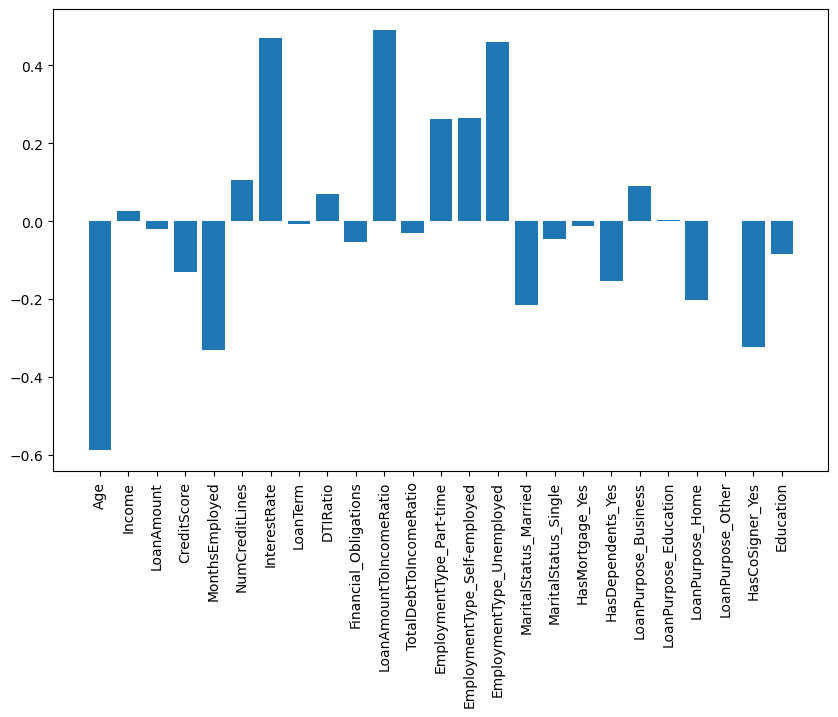 0.4
0.2
0.0
−0.2
−0.4
−0.6
Age
Income
LoanAmount
CreditScore
MonthsEmployed
NumCreditLines
InterestRate
LoanTerm
DTIRatio
Financial_Obligations
LoanAmountToIncomeRatio
TotalDebtToIncomeRatio
EmploymentType_Part-time
EmploymentType_Self-employed
EmploymentType_Unemployed
MaritalStatus_Married
MaritalStatus_Single
HasMortgage_Yes
HasDependents_Yes
LoanPurpose_Business
LoanPurpose_Education
LoanPurpose_Home
LoanPurpose_Other
HasCoSigner_Yes
Education